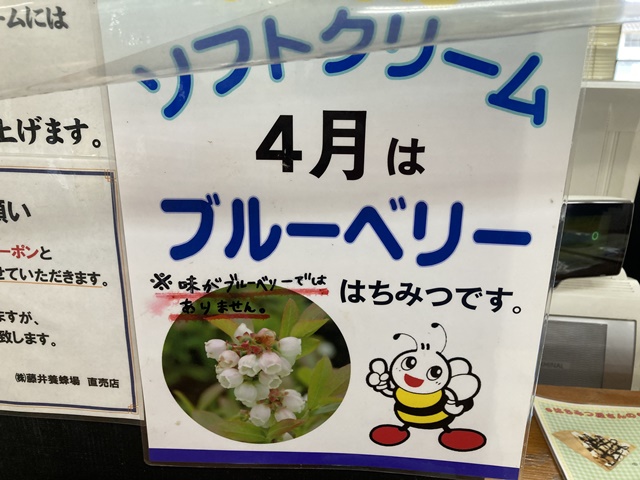 ームには
上げます。
願い
ーポンと
せていただきます。
ますが、
致します。
㈱藤井養蜂場 直売店
ソフトクリーム
4月は
ブルーベリー
はちみつです。
※味がブルーベリーでは
ありません。